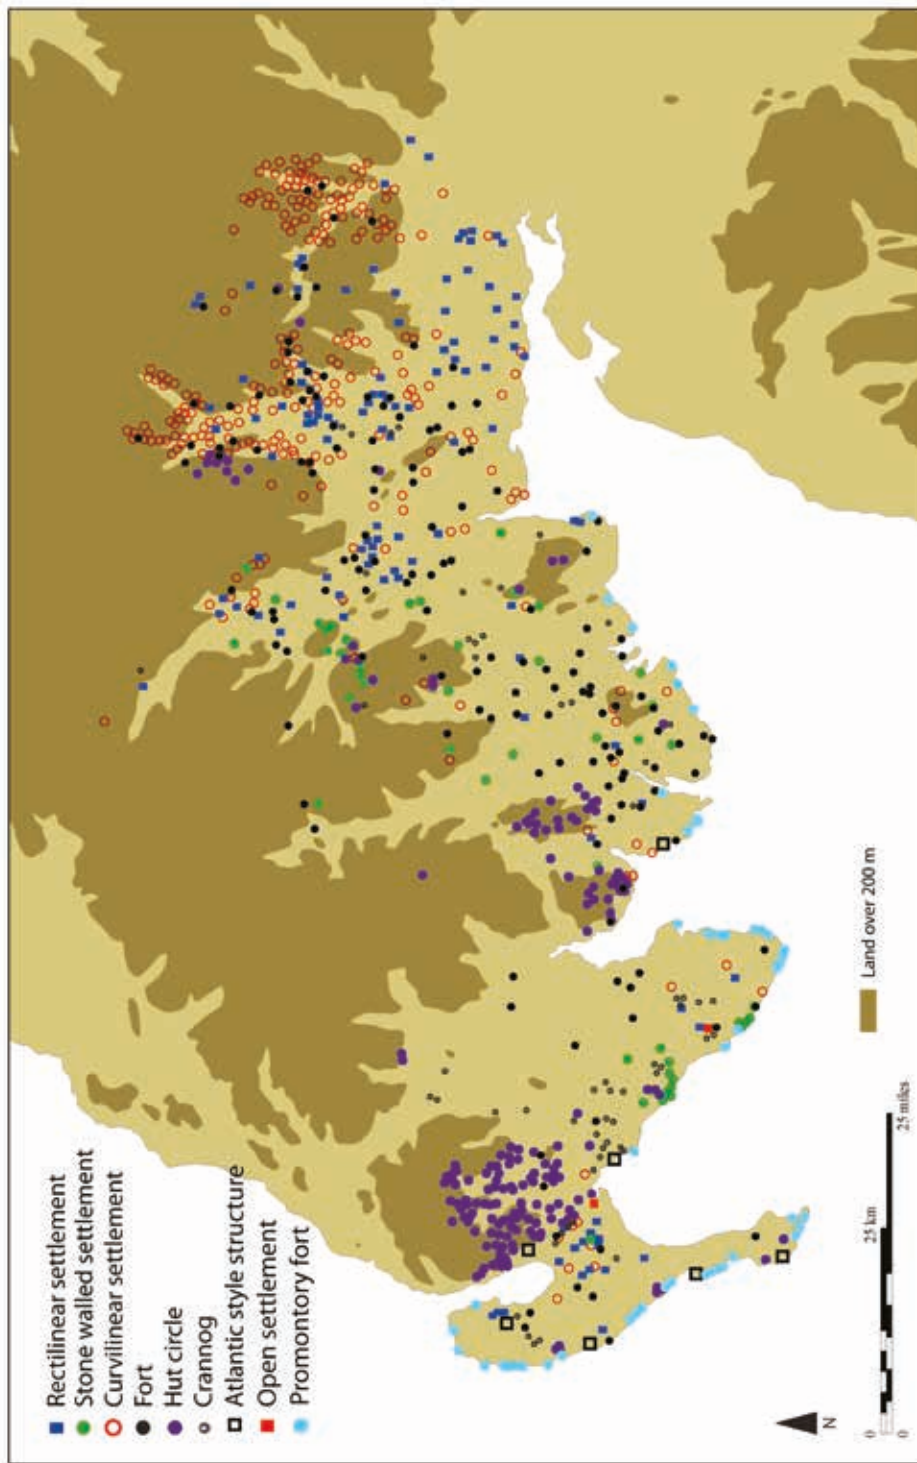 Rectilinear settlement
Stone walled settlement
Curvilinear settlement
Fort
Hut circle
Crannog
Atlantic style structure
Open settlement
Promontory fort
N
0
25 km
0
25 miles
Land over 200 m